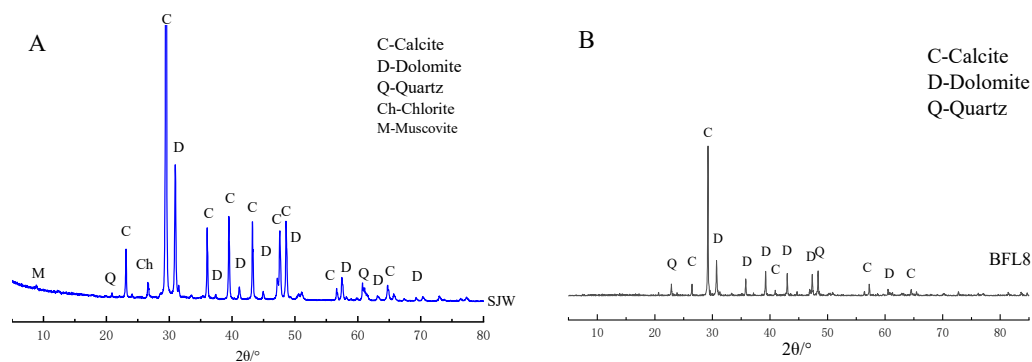 A
C
C-Calcite
D-Dolomite
Q-Quartz
Ch-Chlorite
M-Muscovite
D
C C C C C
C D D D D
M Q Ch C D Q D C D
SJW
10 20 30 40 50 60 70 80
2θ/°
B
C-Calcite
D-Dolomite
Q-Quartz
C
D
Q C D D C D D Q C D C
BFL8
10 20 30 40 50 60 70 80
2θ/°